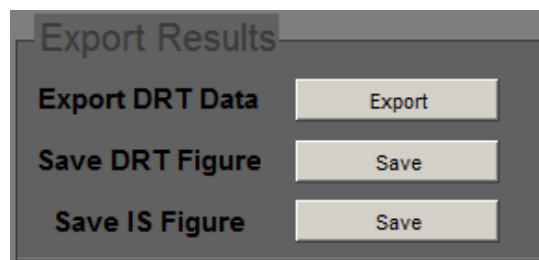 Export Results
Export DRT Data Export
Save DRT Figure Save
Save IS Figure Save